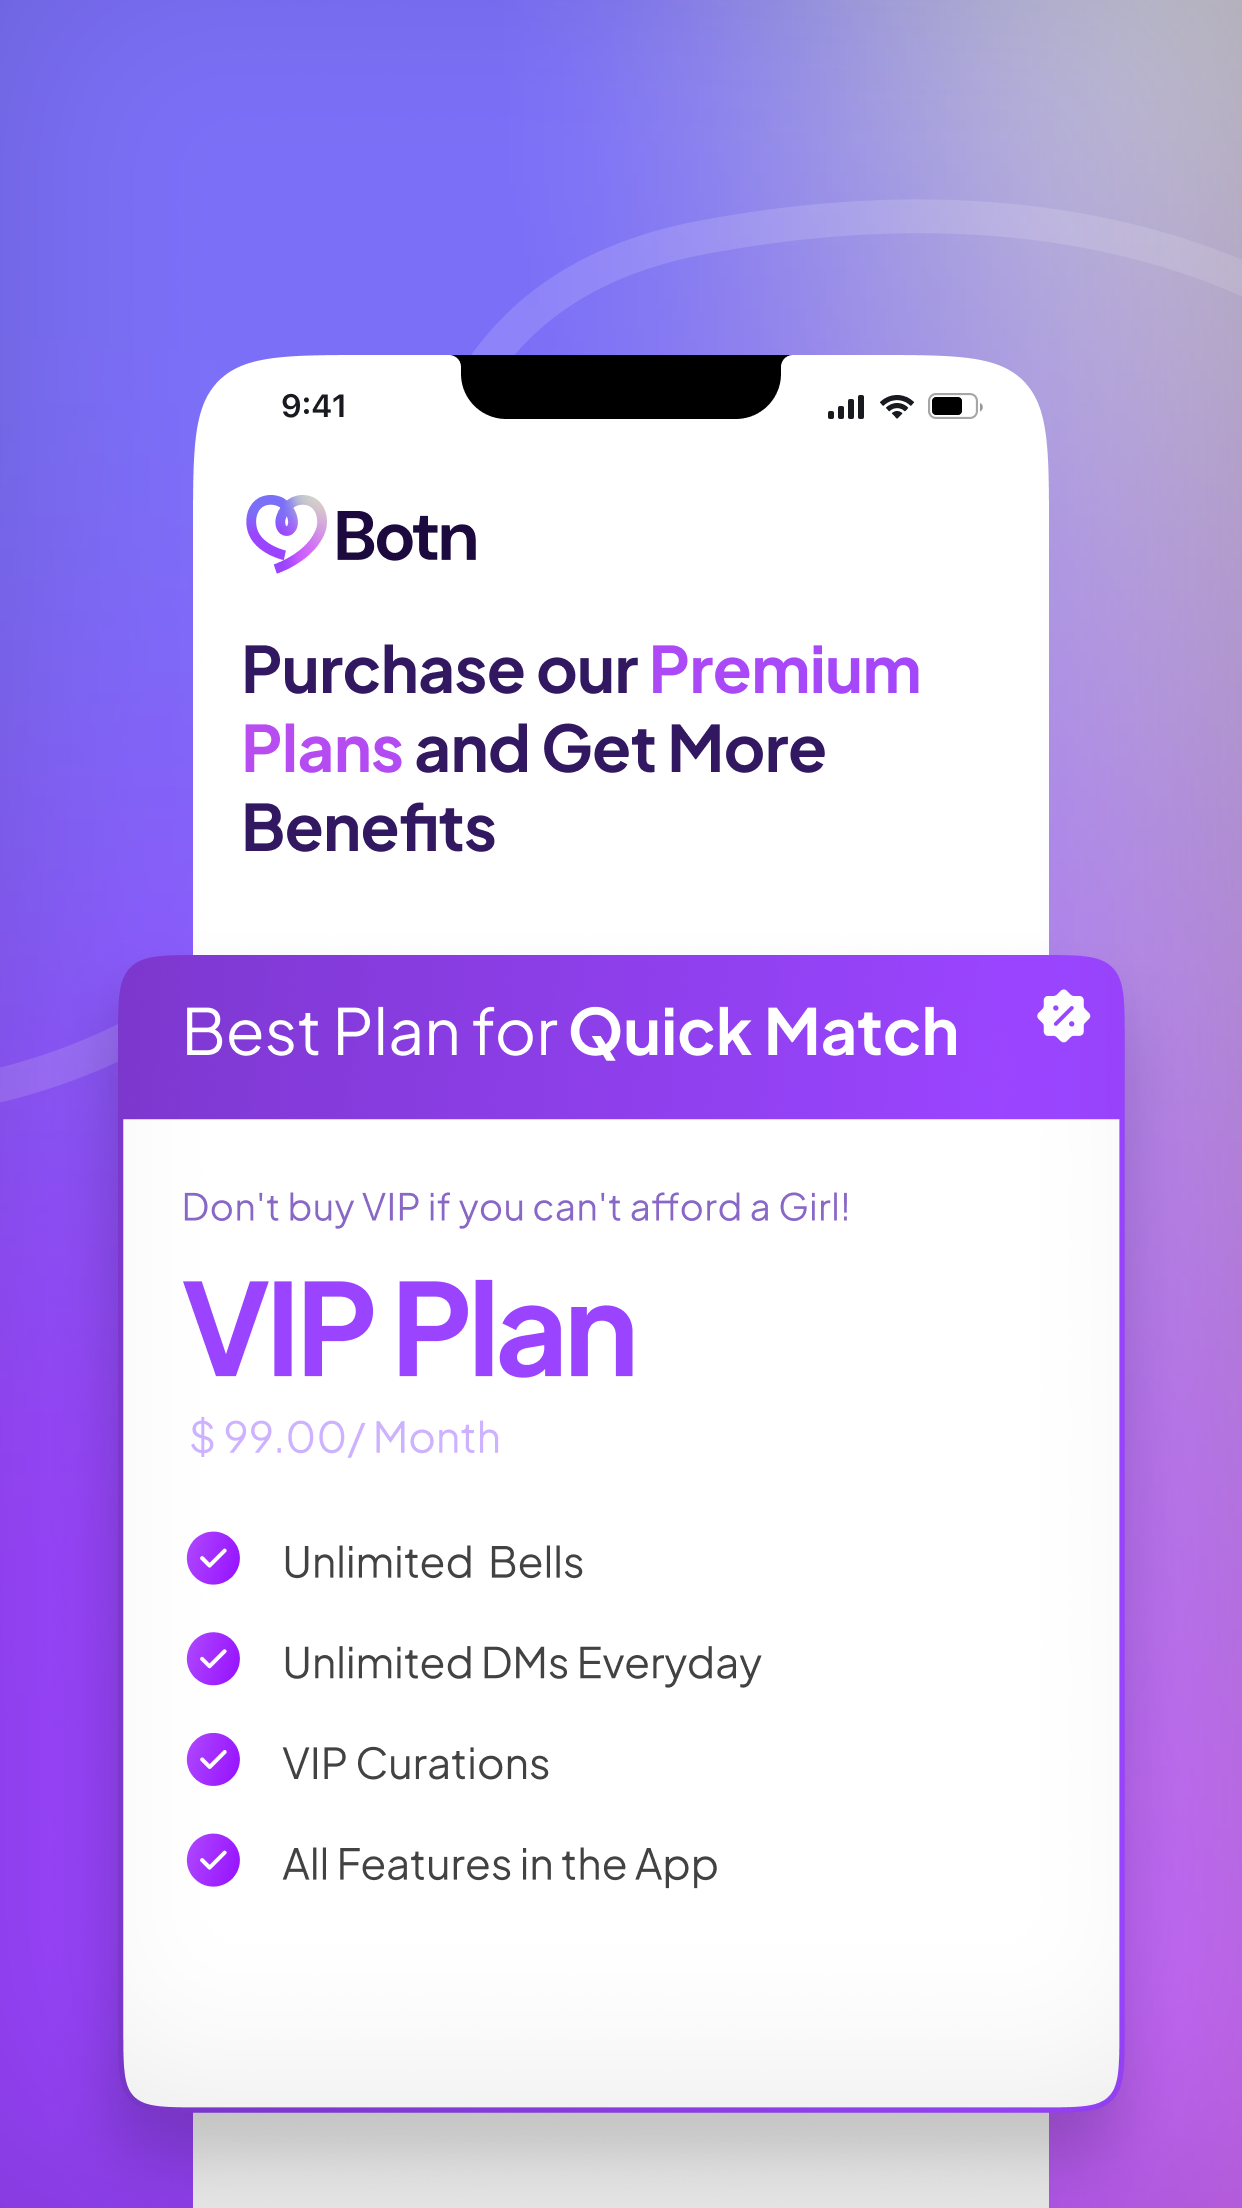 9:41
Botn
Purchase our Premium
Plans and Get More
Benefits
Best Plan for Quick Match
Don't buy VIP if you can't afford a Girl!
VIP Plan
$ 99.00/ Month
Unlimited Bells
Unlimited DMs Everyday
VIP Curations
All Features in the App